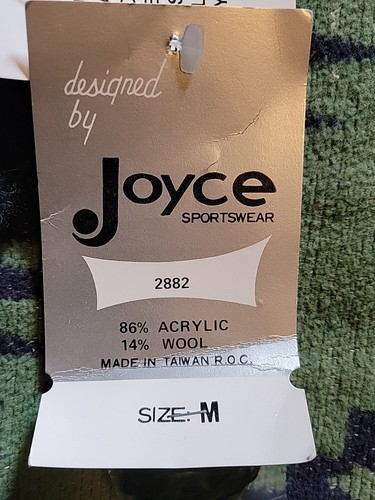 designed
by
Joyce
SPORTSWEAR
2882
86% ACRYLIC
14% WOOL
MADE IN TAIWAN R.O.C.
SIZE: M